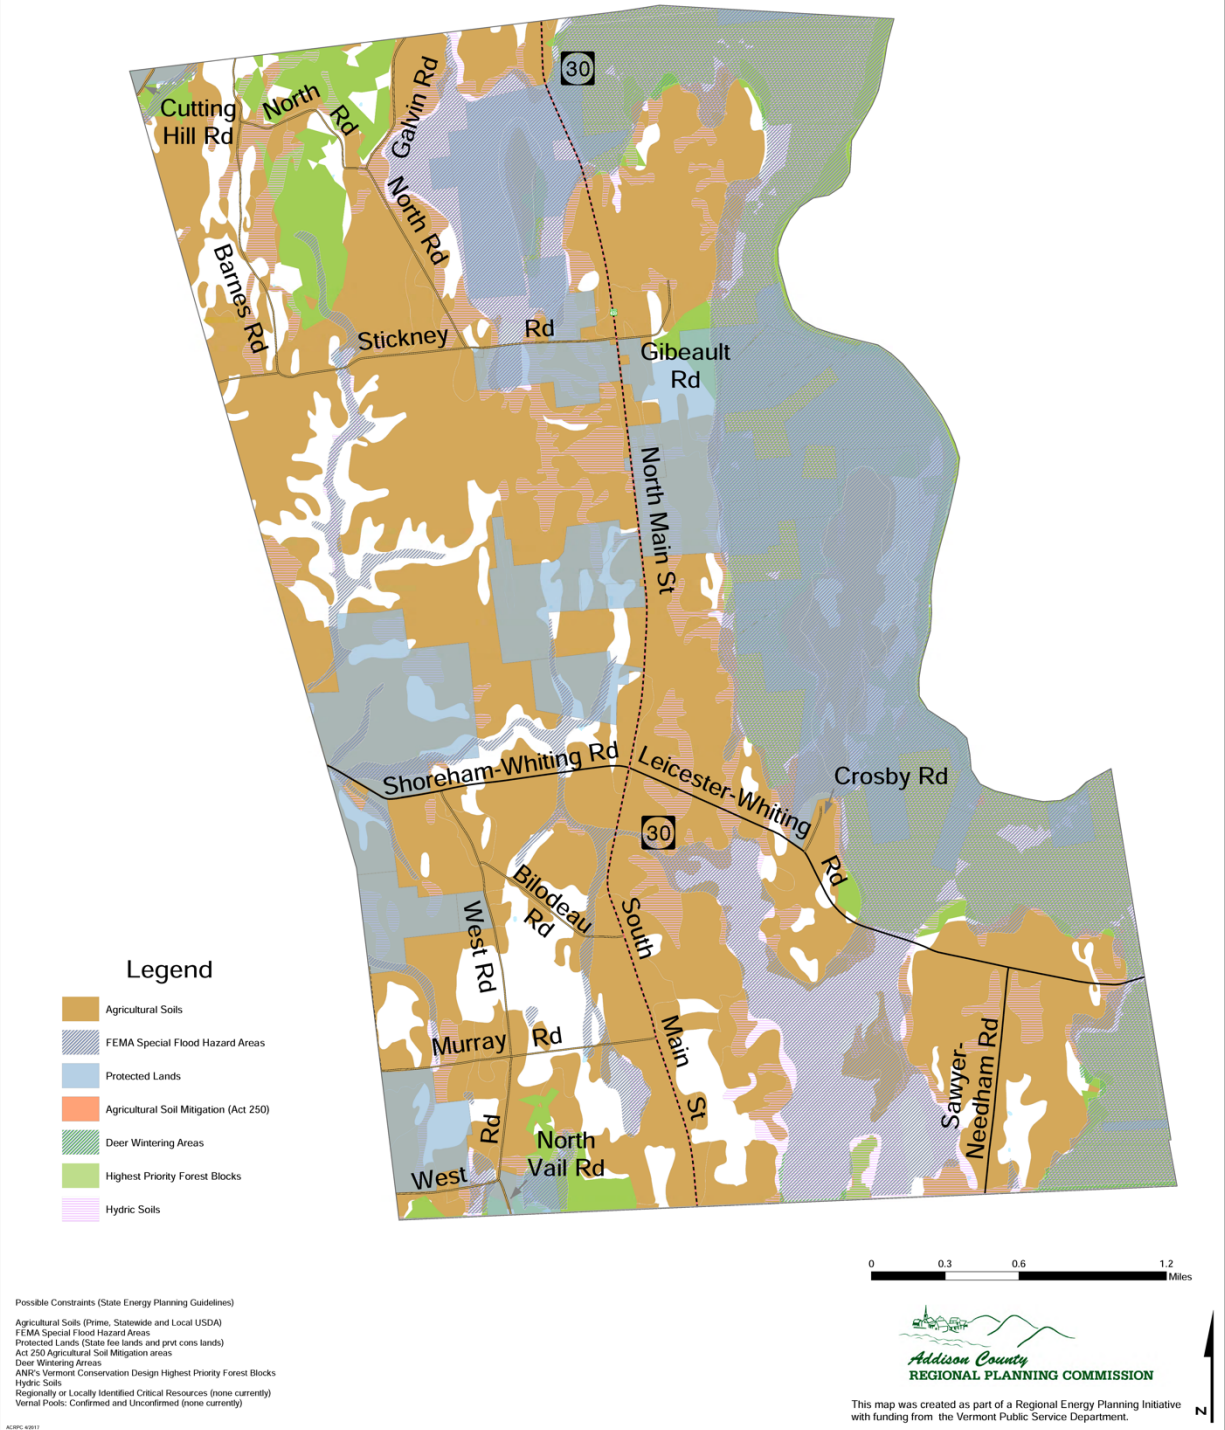 30
Cutting
Hill Rd
North
Rd
Galvin Rd
North Rd
Barnes Rd
Stickney
Rd
Gibeault
Rd
North Main St
Shoreham-Whiting Rd
Leicester-Whiting
Rd
Crosby Rd
30
Bilodeau
Rd
West Rd
South
Main
St
Murray
Rd
Sawyer-
Needham Rd
Rd
North
Vail Rd
West
Legend
Agricultural Soils
FEMA Special Flood Hazard Areas
Protected Lands
Agricultural Soil Mitigation (Act 250)
Deer Wintering Areas
Highest Priority Forest Blocks
Hydric Soils
0 0.3 0.6 1.2
Miles
Possible Constraints (State Energy Planning Guidelines)
Agricultural Soils (Prime, Statewide and Local USDA)
FEMA Special Flood Hazard Areas
Protected Lands (State fee lands and prvt cons lands)
Act 250 Agricultural Soil Mitigation areas
Deer Wintering Arreas
ANR's Vermont Conservation Design Highest Priority Forest Blocks
Hydric Soils
Regionally or Locally Identified Critical Resources (none currently)
Vernal Pools: Confirmed and Unconfirmed (none currently)
ACRPC 4/2017
Addison County
REGIONAL PLANNING COMMISSION
This map was created as part of a Regional Energy Planning Initiative
with funding from the Vermont Public Service Department.
N